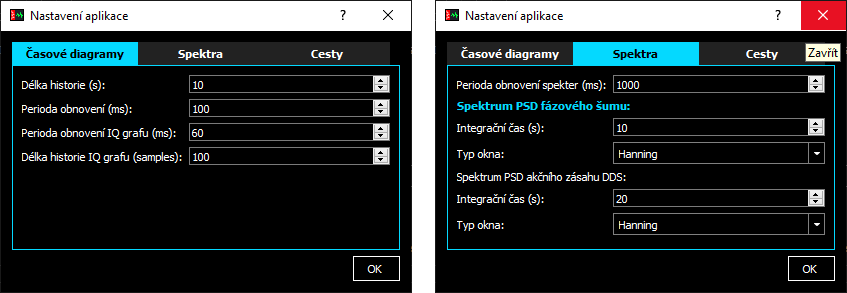 Nastavení aplikace
Časové diagramy Spektra Cesty
Délka historie (s): 10
Perioda obnovení (ms): 100
Perioda obnovení IQ grafu (ms): 60
Délka historie IQ grafu (samples): 100
OK
Nastavení aplikace
Časové diagramy Spektra Cesty
Zavřít
Perioda obnovení spekter (ms): 1000
Spektrum PSD fázového šumu:
Integrační čas (s): 10
Typ okna: Hanning
Spektrum PSD akčního zásahu DDS:
Integrační čas (s): 20
Typ okna: Hanning
OK